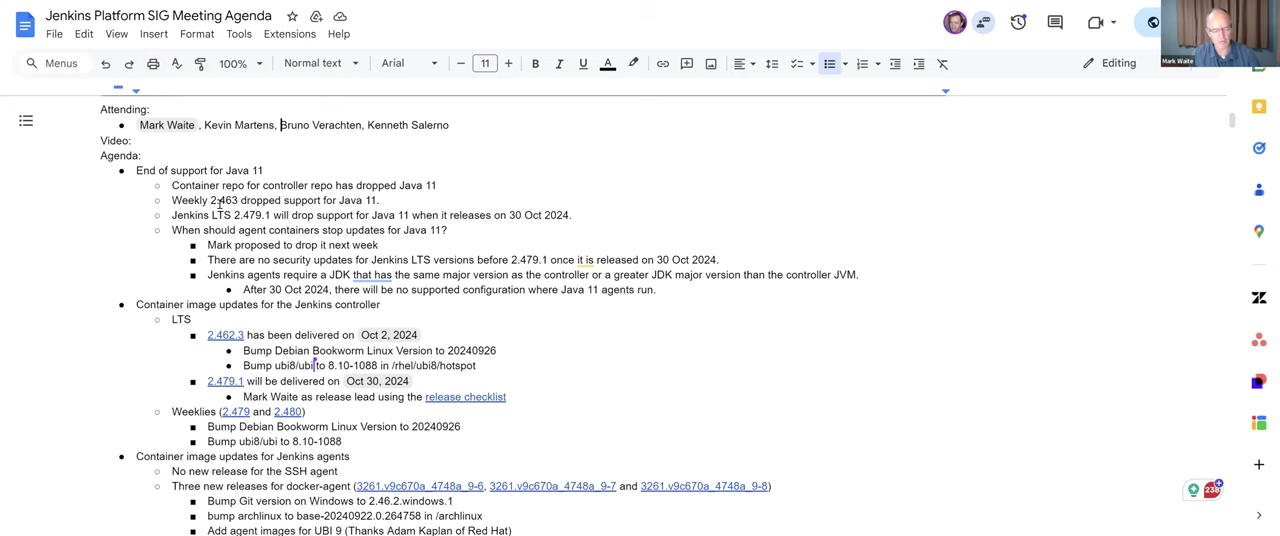 Jenkins Platform SIG Meeting Agenda
File Edit View Insert Format Tools Extensions Help
Menus 100% Normal text Arial 11 B I U A Editing
Mark Waite
Attending:
Mark Waite , Kevin Martens, Bruno Verachten, Kenneth Salerno
Video:
Agenda:
End of support for Java 11
Container repo for controller repo has dropped Java 11
Weekly 2.463 dropped support for Java 11.
Jenkins LTS 2.479.1 will drop support for Java 11 when it releases on 30 Oct 2024.
When should agent containers stop updates for Java 11?
Mark proposed to drop it next week
There are no security updates for Jenkins LTS versions before 2.479.1 once it is released on 30 Oct 2024.
Jenkins agents require a JDK that has the same major version as the controller or a greater JDK major version than the controller JVM.
After 30 Oct 2024, there will be no supported configuration where Java 11 agents run.
Container image updates for the Jenkins controller
LTS
2.462.3 has been delivered on Oct 2, 2024
Bump Debian Bookworm Linux Version to 20240926
Bump ubi8/ubi to 8.10-1088 in /rhel/ubi8/hotspot
2.479.1 will be delivered on Oct 30, 2024
Mark Waite as release lead using the release checklist
Weeklies (2.479 and 2.480)
Bump Debian Bookworm Linux Version to 20240926
Bump ubi8/ubi to 8.10-1088
Container image updates for Jenkins agents
No new release for the SSH agent
Three new releases for docker-agent (3261.v9c670a_4748a_9-6, 3261.v9c670a_4748a_9-7 and 3261.v9c670a_4748a_9-8)
Bump Git version on Windows to 2.46.2.windows.1
bump archlinux to base-20240922.0.264758 in /archlinux
Add agent images for UBI 9 (Thanks Adam Kaplan of Red Hat)
238